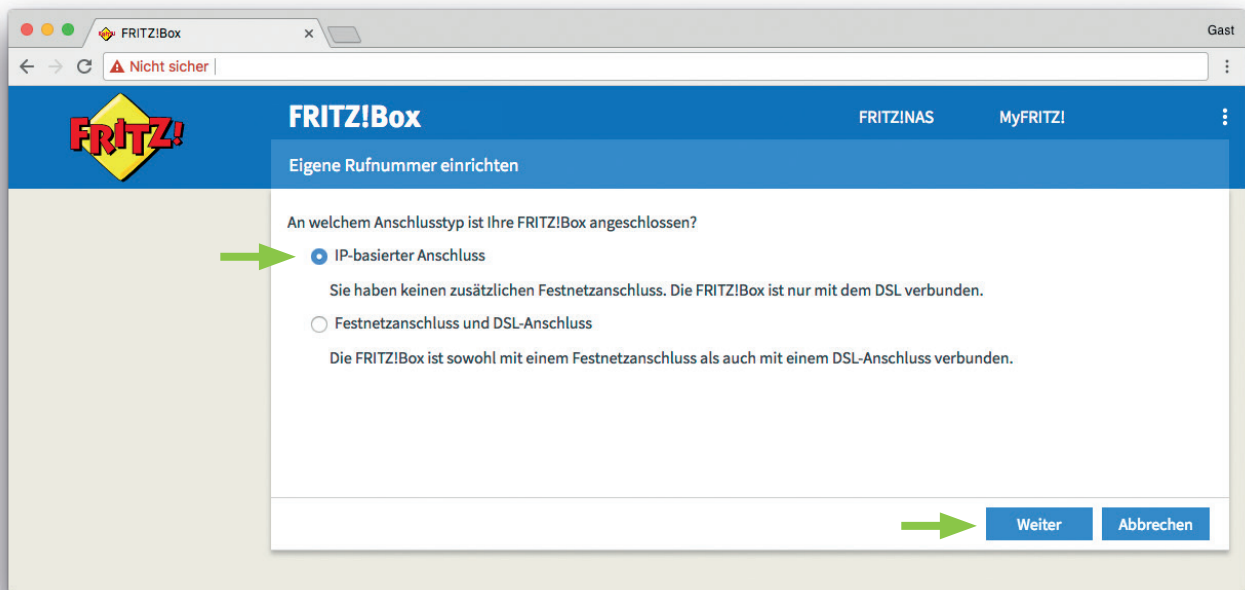 FRITZ!Box
Gast
Nicht sicher
FRITZ!
FRITZ!Box
FRITZ!NAS
MyFRITZ!
Eigene Rufnummer einrichten
An welchem Anschlusstyp ist Ihre FRITZ!Box angeschlossen?
IP-basierter Anschluss
Sie haben keinen zusätzlichen Festnetzanschluss. Die FRITZ!Box ist nur mit dem DSL verbunden.
Festnetzanschluss und DSL-Anschluss
Die FRITZ!Box ist sowohl mit einem Festnetzanschluss als auch mit einem DSL-Anschluss verbunden.
Weiter
Abbrechen